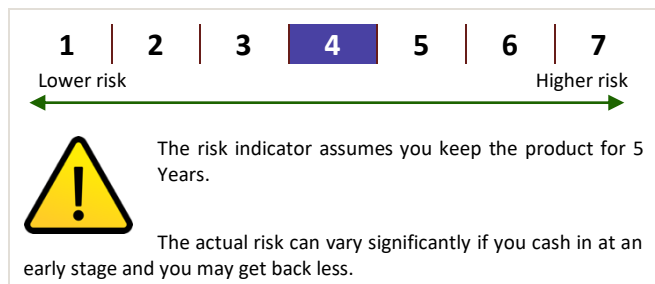 1 2 3 4 5 6 7
Lower risk Higher risk
The risk indicator assumes you keep the product for 5
Years.
The actual risk can vary significantly if you cash in at an
early stage and you may get back less.